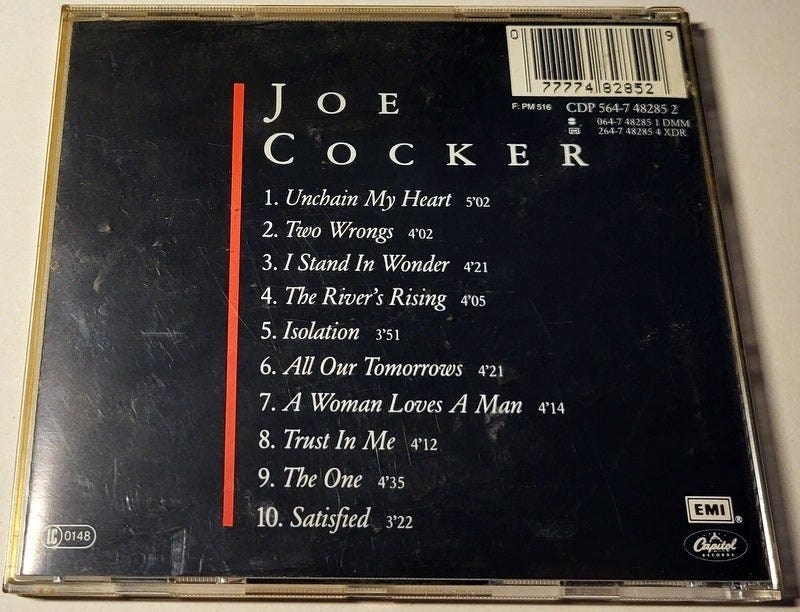 0 9
77774 82852
F: PM 516 CDP 564-7 48285 2
064-7 48285 1 DMM
264-7 48285 4 XDR
JOE
COCKER
1. Unchain My Heart 5'02
2. Two Wrongs 4'02
3. I Stand In Wonder 4'21
4. The River's Rising 4'05
5. Isolation 3'51
6. All Our Tomorrows 4'21
7. A Woman Loves A Man 4'14
8. Trust In Me 4'12
9. The One 4'35
10. Satisfied 3'22
EMI ®
LC 0148
Capitol
RECORDS